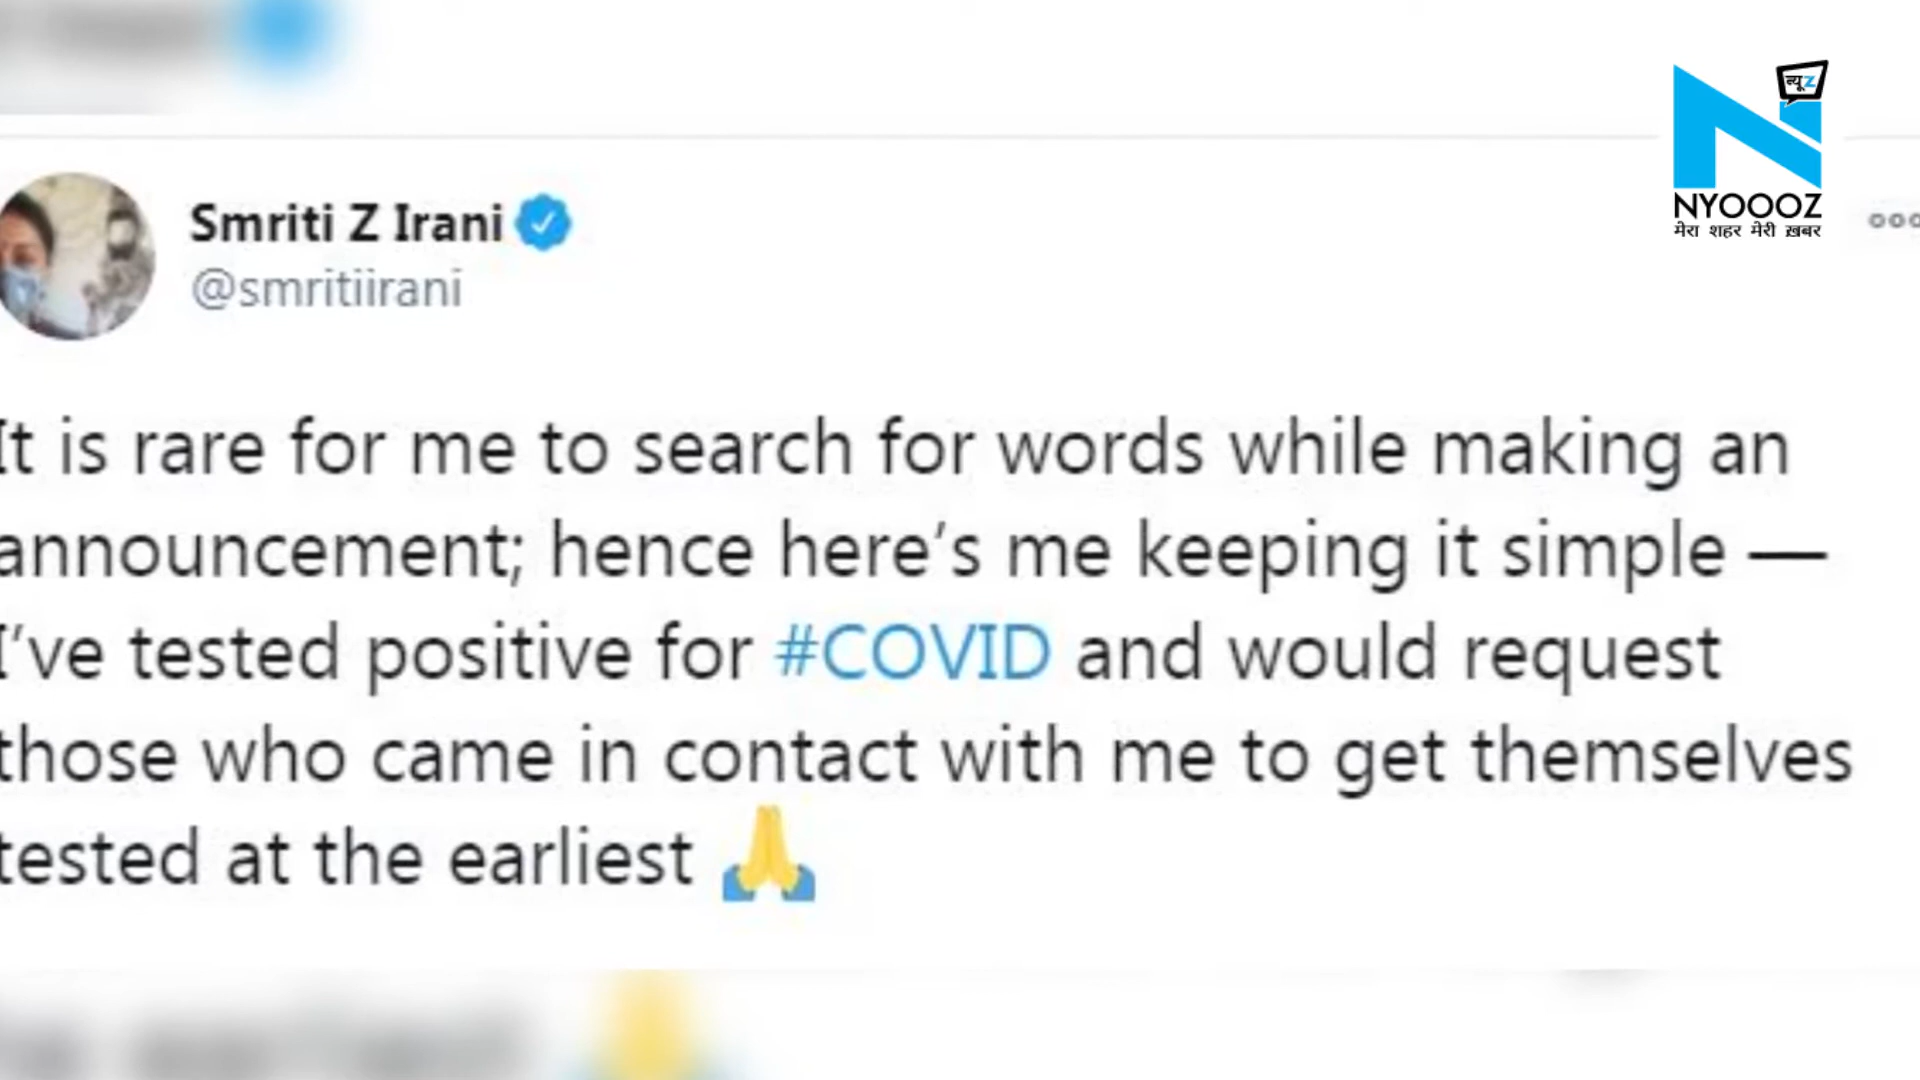 न्यूz
NYOOOZ
मेरा शहर मेरी ख़बर
Smriti Z Irani
@smritiirani
It is rare for me to search for words while making an
announcement; hence here’s me keeping it simple —
I’ve tested positive for #COVID and would request
those who came in contact with me to get themselves
tested at the earliest 🙏